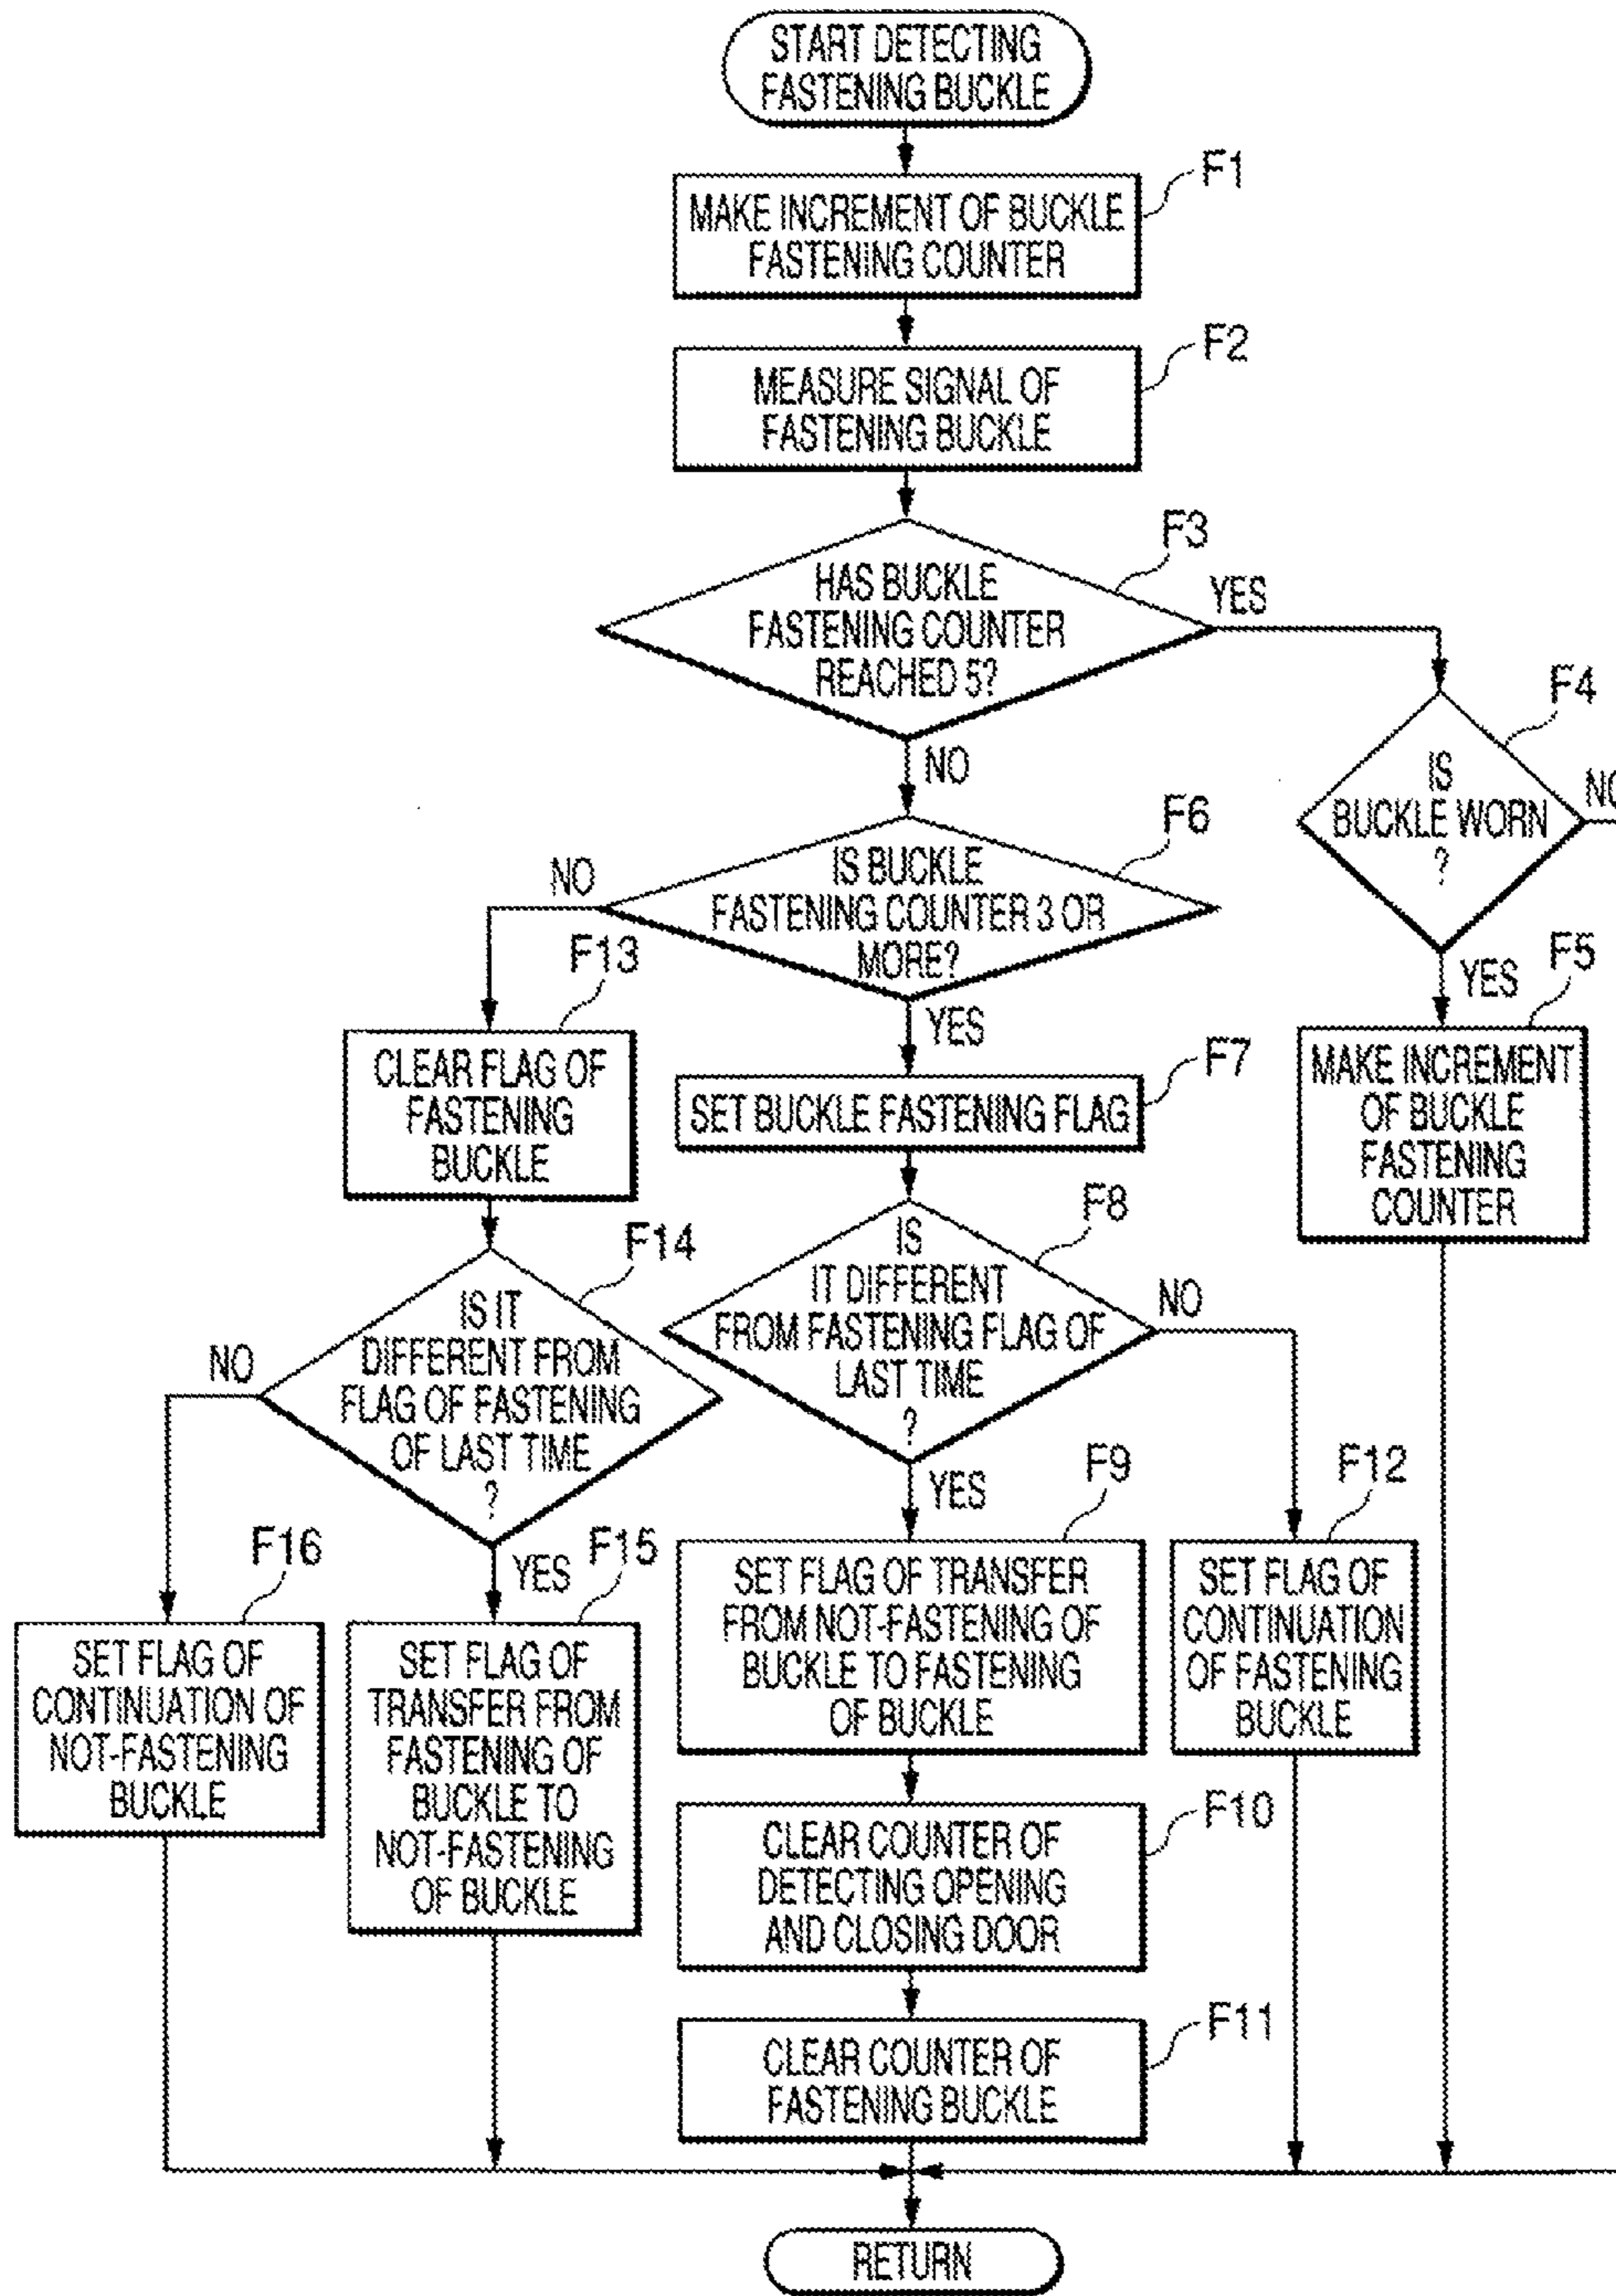 START DETECTING
FASTENING BUCKLE
F1
MAKE INCREMENT OF BUCKLE
FASTENING COUNTER
F2
MEASURE SIGNAL OF
FASTENING BUCKLE
F3
HAS BUCKLE
FASTENING COUNTER
REACHED 5?
YES
NO
F4
IS
BUCKLE WORN
?
NO
YES
F5
MAKE INCREMENT
OF BUCKLE
FASTENING
COUNTER
F6
IS BUCKLE
FASTENING COUNTER 3 OR
MORE?
NO
YES
F13
CLEAR FLAG OF
FASTENING
BUCKLE
F7
SET BUCKLE FASTENING FLAG
F14
IS IT
DIFFERENT FROM
FLAG OF FASTENING
OF LAST TIME
?
NO
YES
F8
IS
IT DIFFERENT
FROM FASTENING FLAG OF
LAST TIME
?
NO
YES
F16
SET FLAG OF
CONTINUATION OF
NOT-FASTENING
BUCKLE
F15
SET FLAG OF
TRANSFER FROM
FASTENING OF
BUCKLE TO
NOT-FASTENING
OF BUCKLE
F9
SET FLAG OF TRANSFER
FROM NOT-FASTENING OF
BUCKLE TO FASTENING
OF BUCKLE
F12
SET FLAG OF
CONTINUATION
OF FASTENING
BUCKLE
F10
CLEAR COUNTER OF
DETECTING OPENING
AND CLOSING DOOR
F11
CLEAR COUNTER OF
FASTENING BUCKLE
RETURN